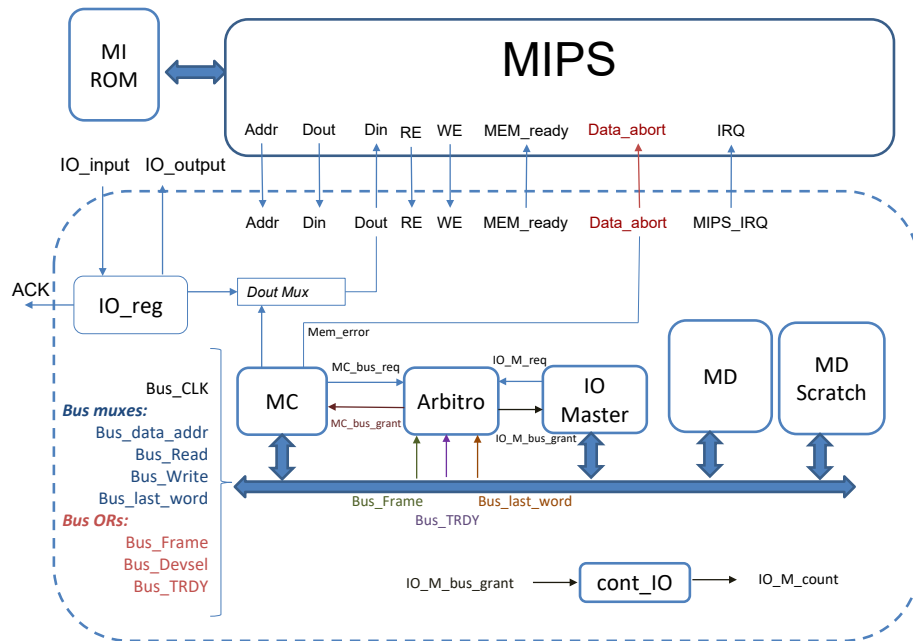 MI
ROM
MIPS
Addr
Dout
Din
RE
WE
MEM_ready
Data_abort
IRQ
IO_input
IO_output
Addr
Din
Dout
RE
WE
MEM_ready
Data_abort
MIPS_IRQ
ACK
IO_reg
Dout Mux
Mem_error
MC
MC_bus_req
MC_bus_grant
Arbitro
IO_M_req
IO_M_bus_grant
IO
Master
MD
MD
Scratch
Bus_CLK
Bus muxes:
Bus_data_addr
Bus_Read
Bus_Write
Bus_last_word
Bus ORs:
Bus_Frame
Bus_Devsel
Bus_TRDY
Bus_Frame
Bus_last_word
Bus_TRDY
IO_M_bus_grant
cont_IO
IO_M_count